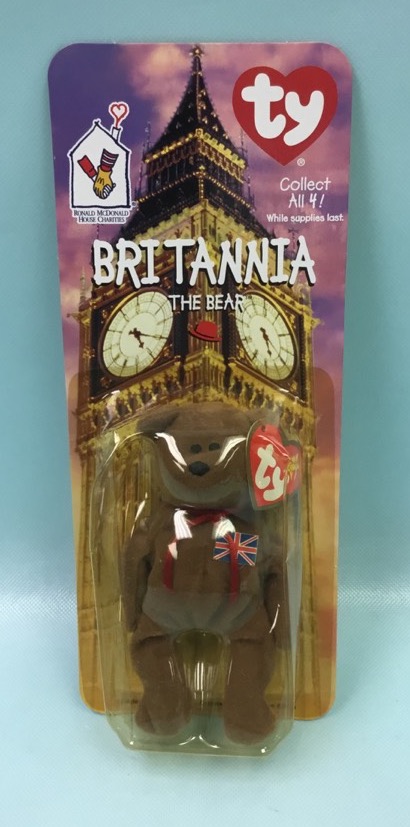 ty
®
RONALD McDONALD
HOUSE CHARITIES
Collect
All 4!
While supplies last.
BRITANNIA
THE BEAR
ty